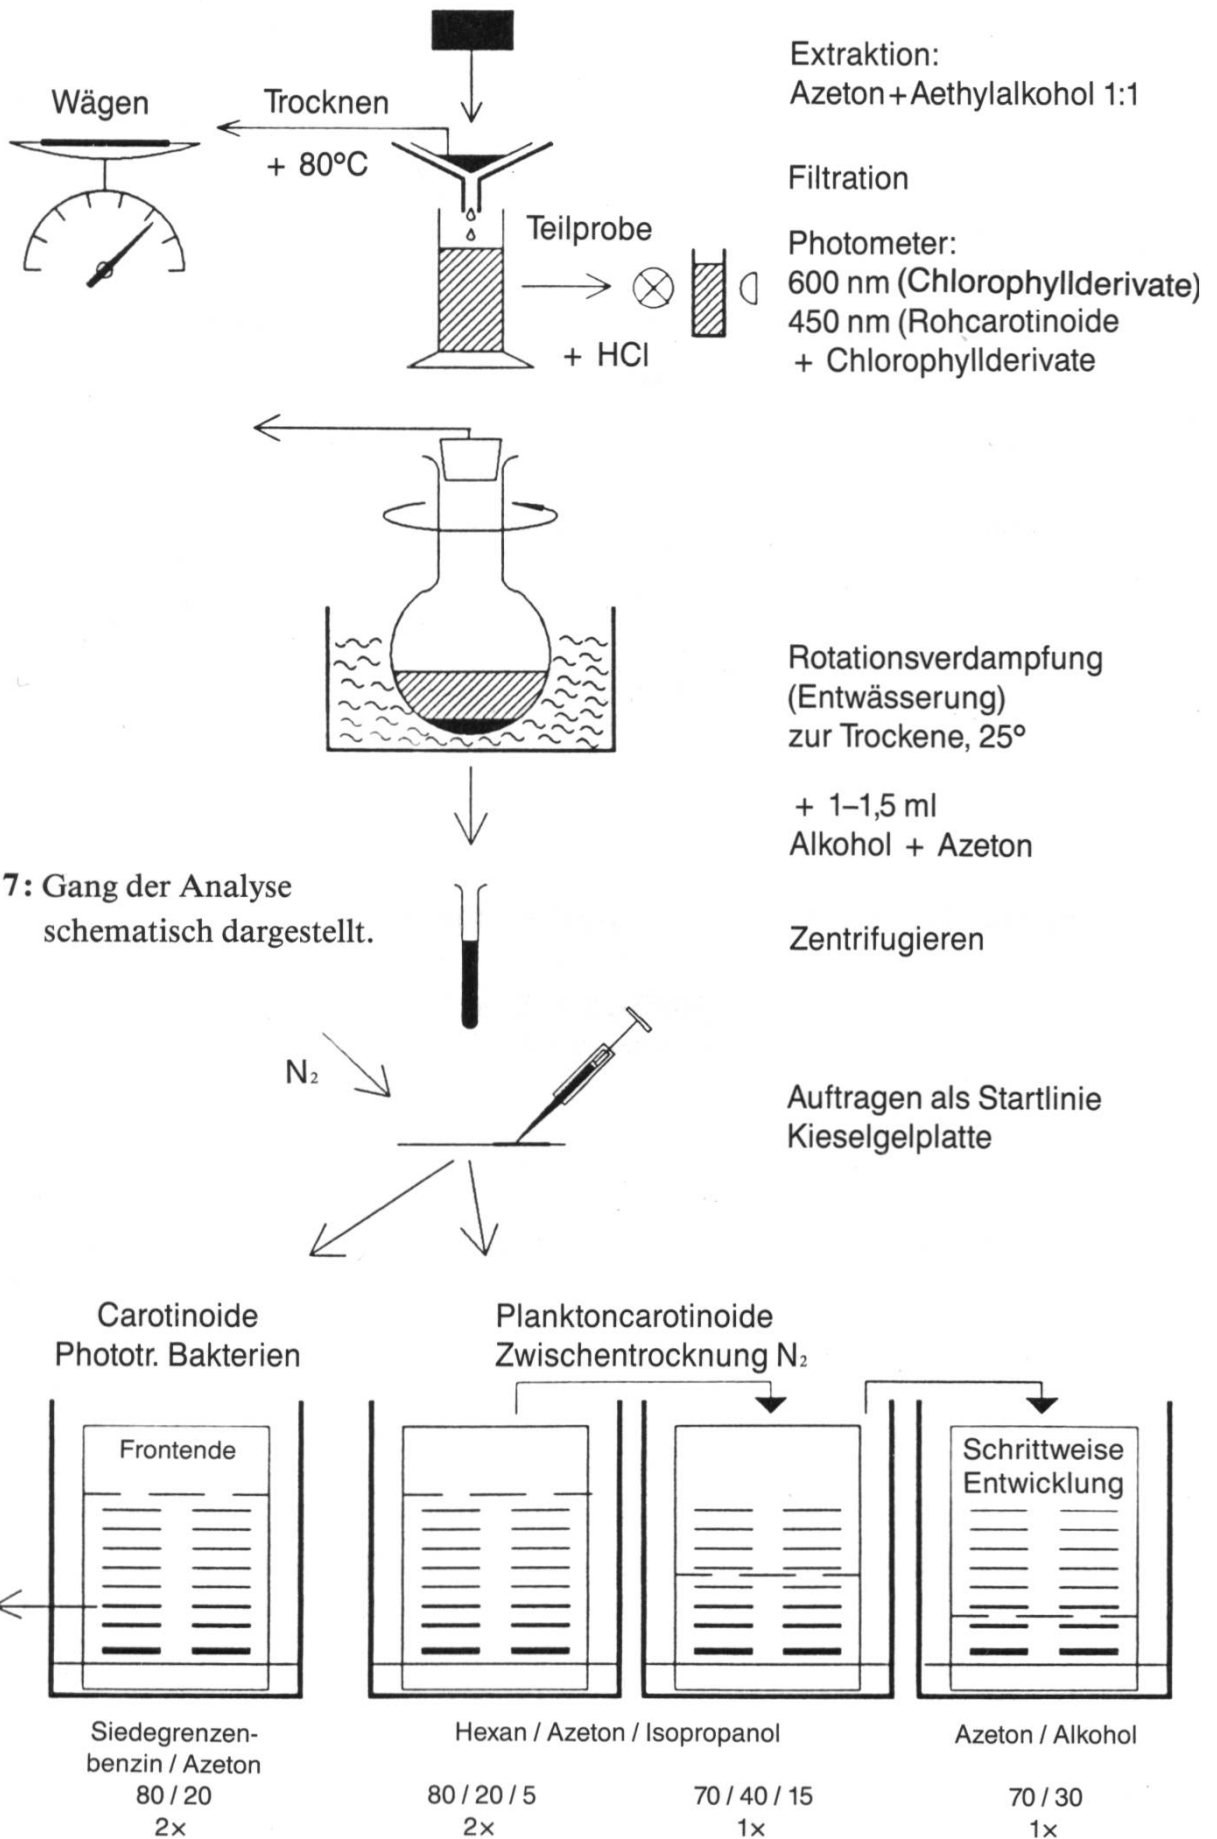 Extraktion:
Azeton+Aethylalkohol 1:1
Wägen
Trocknen
+ 80°C
Filtration
Teilprobe
+ HCl
Photometer:
600 nm (Chlorophyllderivate)
450 nm (Rohcarotinoide
+ Chlorophyllderivate
Rotationsverdampfung
(Entwässerung)
zur Trockene, 25°
+ 1–1,5 ml
Alkohol + Azeton
7: Gang der Analyse
schematisch dargestellt.
Zentrifugieren
N₂
Auftragen als Startlinie
Kieselgelplatte
Carotinoide
Phototr. Bakterien
Planktoncarotinoide
Zwischentrocknung N₂
Frontende
Schrittweise
Entwicklung
Siedegrenzen-
benzin / Azeton
80 / 20
2×
Hexan / Azeton / Isopropanol
80 / 20 / 5
2×
70 / 40 / 15
1×
Azeton / Alkohol
70 / 30
1×